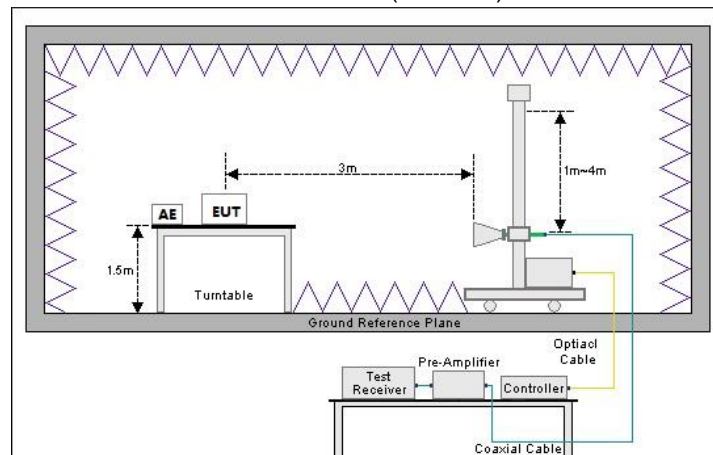 3m
1m~4m
AE
EUT
1.5m
Turntable
Ground Reference Plane
Optiacl
Cable
Pre-Amplifier
Test
Receiver
Controller
Coaxial Cable